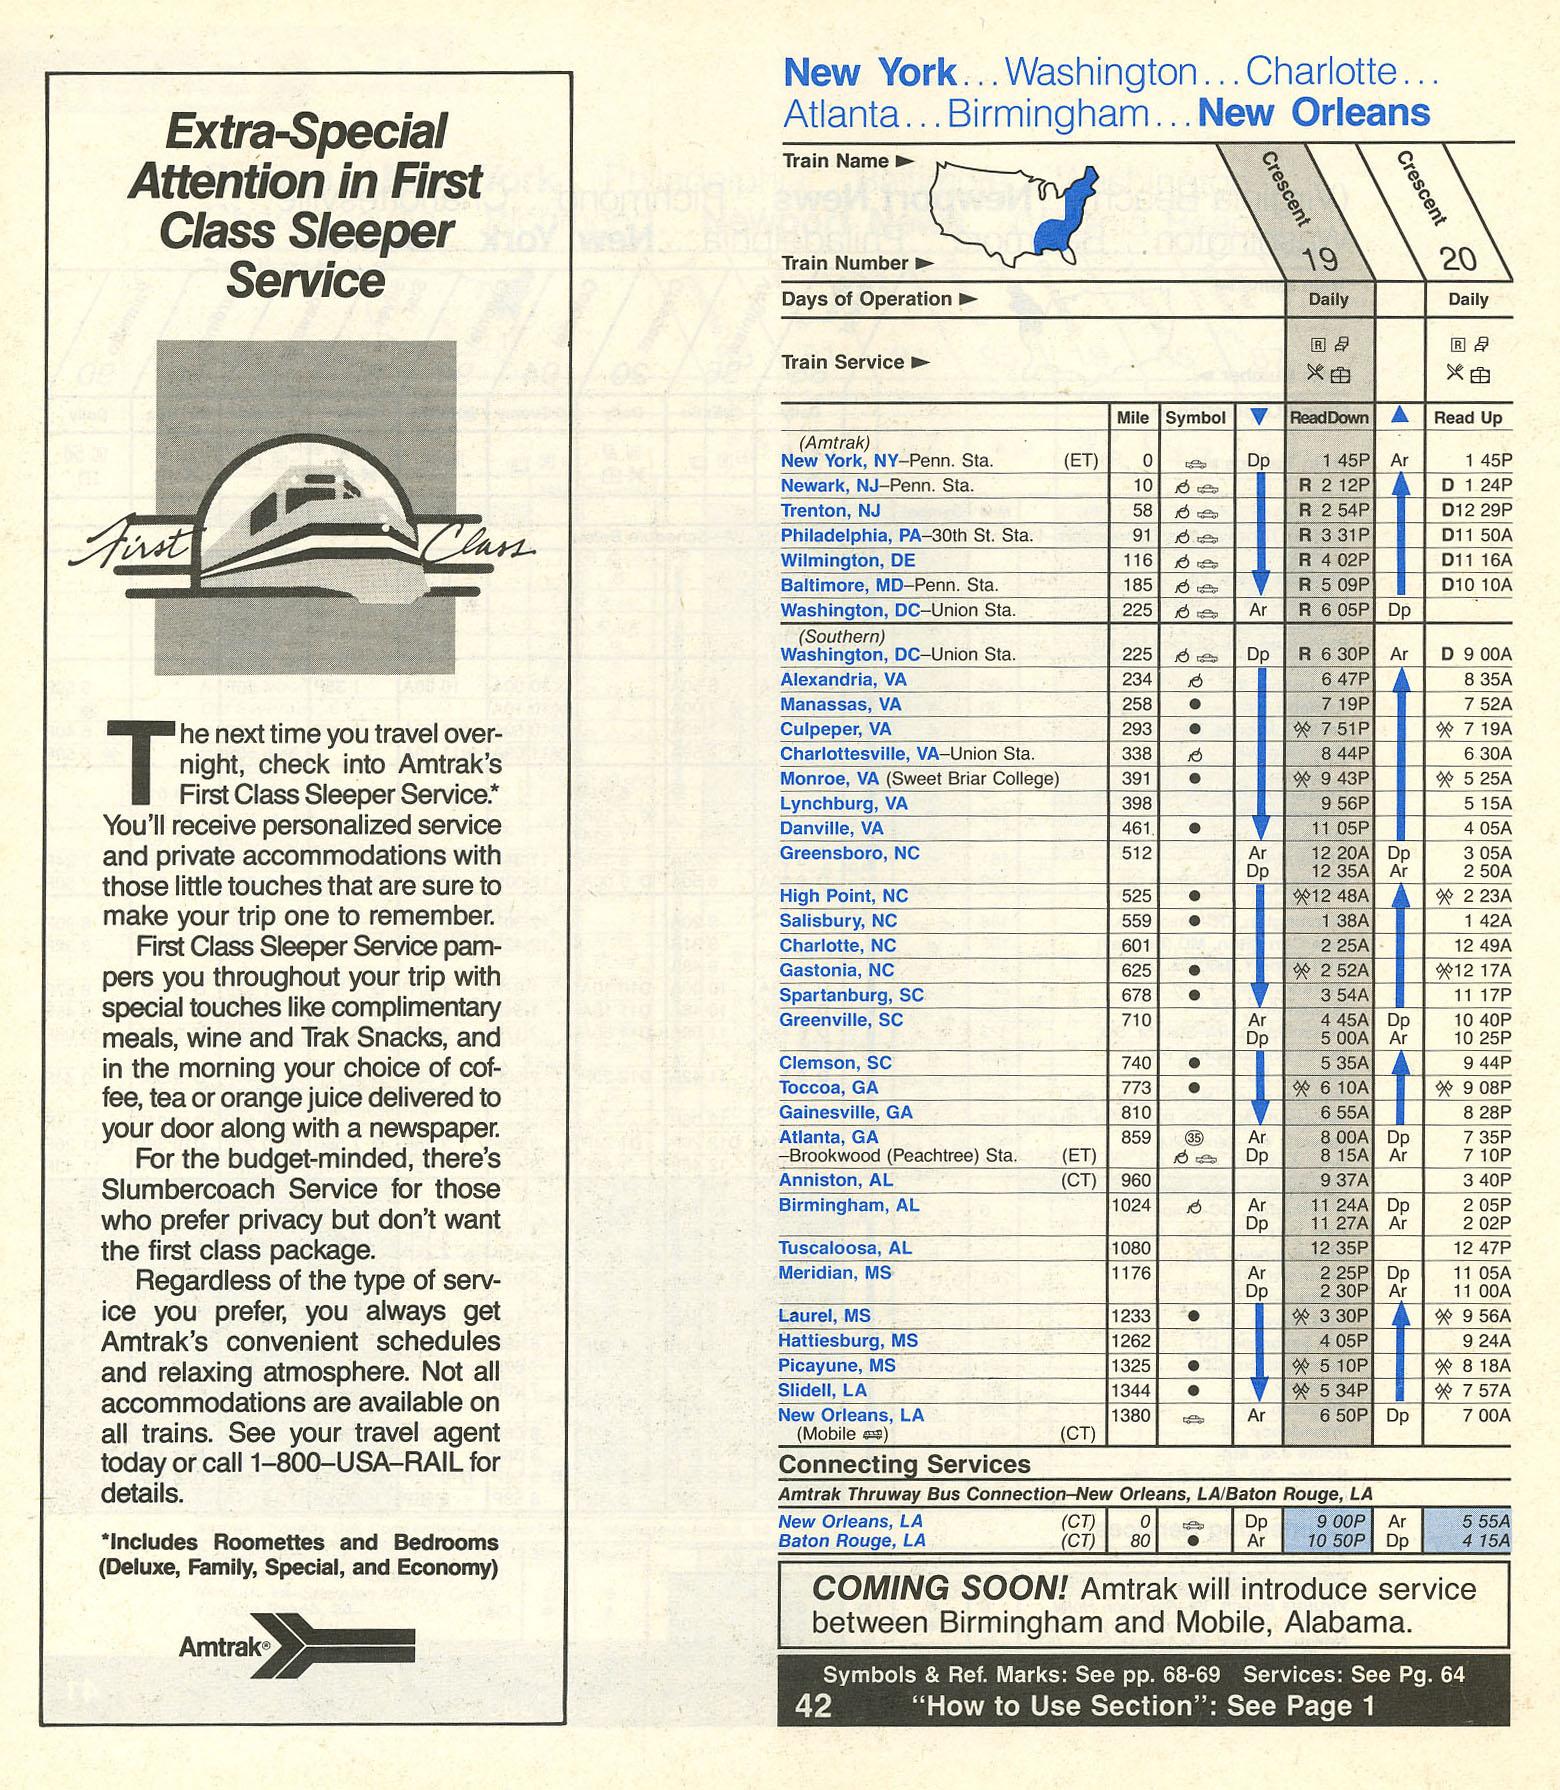 Extra-Special
Attention in First
Class Sleeper
Service
First Class
The next time you travel over-
night, check into Amtrak's
First Class Sleeper Service.*
You'll receive personalized service
and private accommodations with
those little touches that are sure to
make your trip one to remember.
First Class Sleeper Service pam-
pers you throughout your trip with
special touches like complimentary
meals, wine and Trak Snacks, and
in the morning your choice of cof-
fee, tea or orange juice delivered to
your door along with a newspaper.
For the budget-minded, there's
Slumbercoach Service for those
who prefer privacy but don't want
the first class package.
Regardless of the type of serv-
ice you prefer, you always get
Amtrak's convenient schedules
and relaxing atmosphere. Not all
accommodations are available on
all trains. See your travel agent
today or call 1–800–USA–RAIL for
details.
*Includes Roomettes and Bedrooms
(Deluxe, Family, Special, and Economy)
Amtrak®
New York...Washington...Charlotte...
Atlanta...Birmingham...New Orleans
Train Name ► Crescent Crescent
Train Number ► 19 20
Days of Operation ► Daily Daily
Train Service ► R R
Mile Symbol ▼ ReadDown ▲ Read Up
(Amtrak)
New York, NY–Penn. Sta. (ET) 0 Dp 1 45P Ar 1 45P
Newark, NJ–Penn. Sta. 10 R 2 12P D 1 24P
Trenton, NJ 58 R 2 54P D12 29P
Philadelphia, PA–30th St. Sta. 91 R 3 31P D11 50A
Wilmington, DE 116 R 4 02P D11 16A
Baltimore, MD–Penn. Sta. 185 R 5 09P D10 10A
Washington, DC–Union Sta. 225 Ar R 6 05P Dp
(Southern)
Washington, DC–Union Sta. 225 Dp R 6 30P Ar D 9 00A
Alexandria, VA 234 6 47P 8 35A
Manassas, VA 258 ● 7 19P 7 52A
Culpeper, VA 293 ● 7 51P 7 19A
Charlottesville, VA–Union Sta. 338 8 44P 6 30A
Monroe, VA (Sweet Briar College) 391 ● 9 43P 5 25A
Lynchburg, VA 398 9 56P 5 15A
Danville, VA 461 ● 11 05P 4 05A
Greensboro, NC 512 Ar 12 20A Dp 3 05A
Dp 12 35A Ar 2 50A
High Point, NC 525 ● 12 48A 2 23A
Salisbury, NC 559 ● 1 38A 1 42A
Charlotte, NC 601 2 25A 12 49A
Gastonia, NC 625 ● 2 52A 12 17A
Spartanburg, SC 678 ● 3 54A 11 17P
Greenville, SC 710 Ar 4 45A Dp 10 40P
Dp 5 00A Ar 10 25P
Clemson, SC 740 ● 5 35A 9 44P
Toccoa, GA 773 ● 6 10A 9 08P
Gainesville, GA 810 6 55A 8 28P
Atlanta, GA 859 35 Ar 8 00A Dp 7 35P
–Brookwood (Peachtree) Sta. (ET) Dp 8 15A Ar 7 10P
Anniston, AL (CT) 960 9 37A 3 40P
Birmingham, AL 1024 Ar 11 24A Dp 2 05P
Dp 11 27A Ar 2 02P
Tuscaloosa, AL 1080 12 35P 12 47P
Meridian, MS 1176 Ar 2 25P Dp 11 05A
Dp 2 30P Ar 11 00A
Laurel, MS 1233 ● 3 30P 9 56A
Hattiesburg, MS 1262 4 05P 9 24A
Picayune, MS 1325 ● 5 10P 8 18A
Slidell, LA 1344 ● 5 34P 7 57A
New Orleans, LA 1380 Ar 6 50P Dp 7 00A
(Mobile) (CT)
Connecting Services
Amtrak Thruway Bus Connection–New Orleans, LA/Baton Rouge, LA
New Orleans, LA (CT) 0 Dp 9 00P Ar 5 55A
Baton Rouge, LA (CT) 80 ● Ar 10 50P Dp 4 15A
COMING SOON! Amtrak will introduce service
between Birmingham and Mobile, Alabama.
Symbols & Ref. Marks: See pp. 68-69 Services: See Pg. 64
42 "How to Use Section": See Page 1